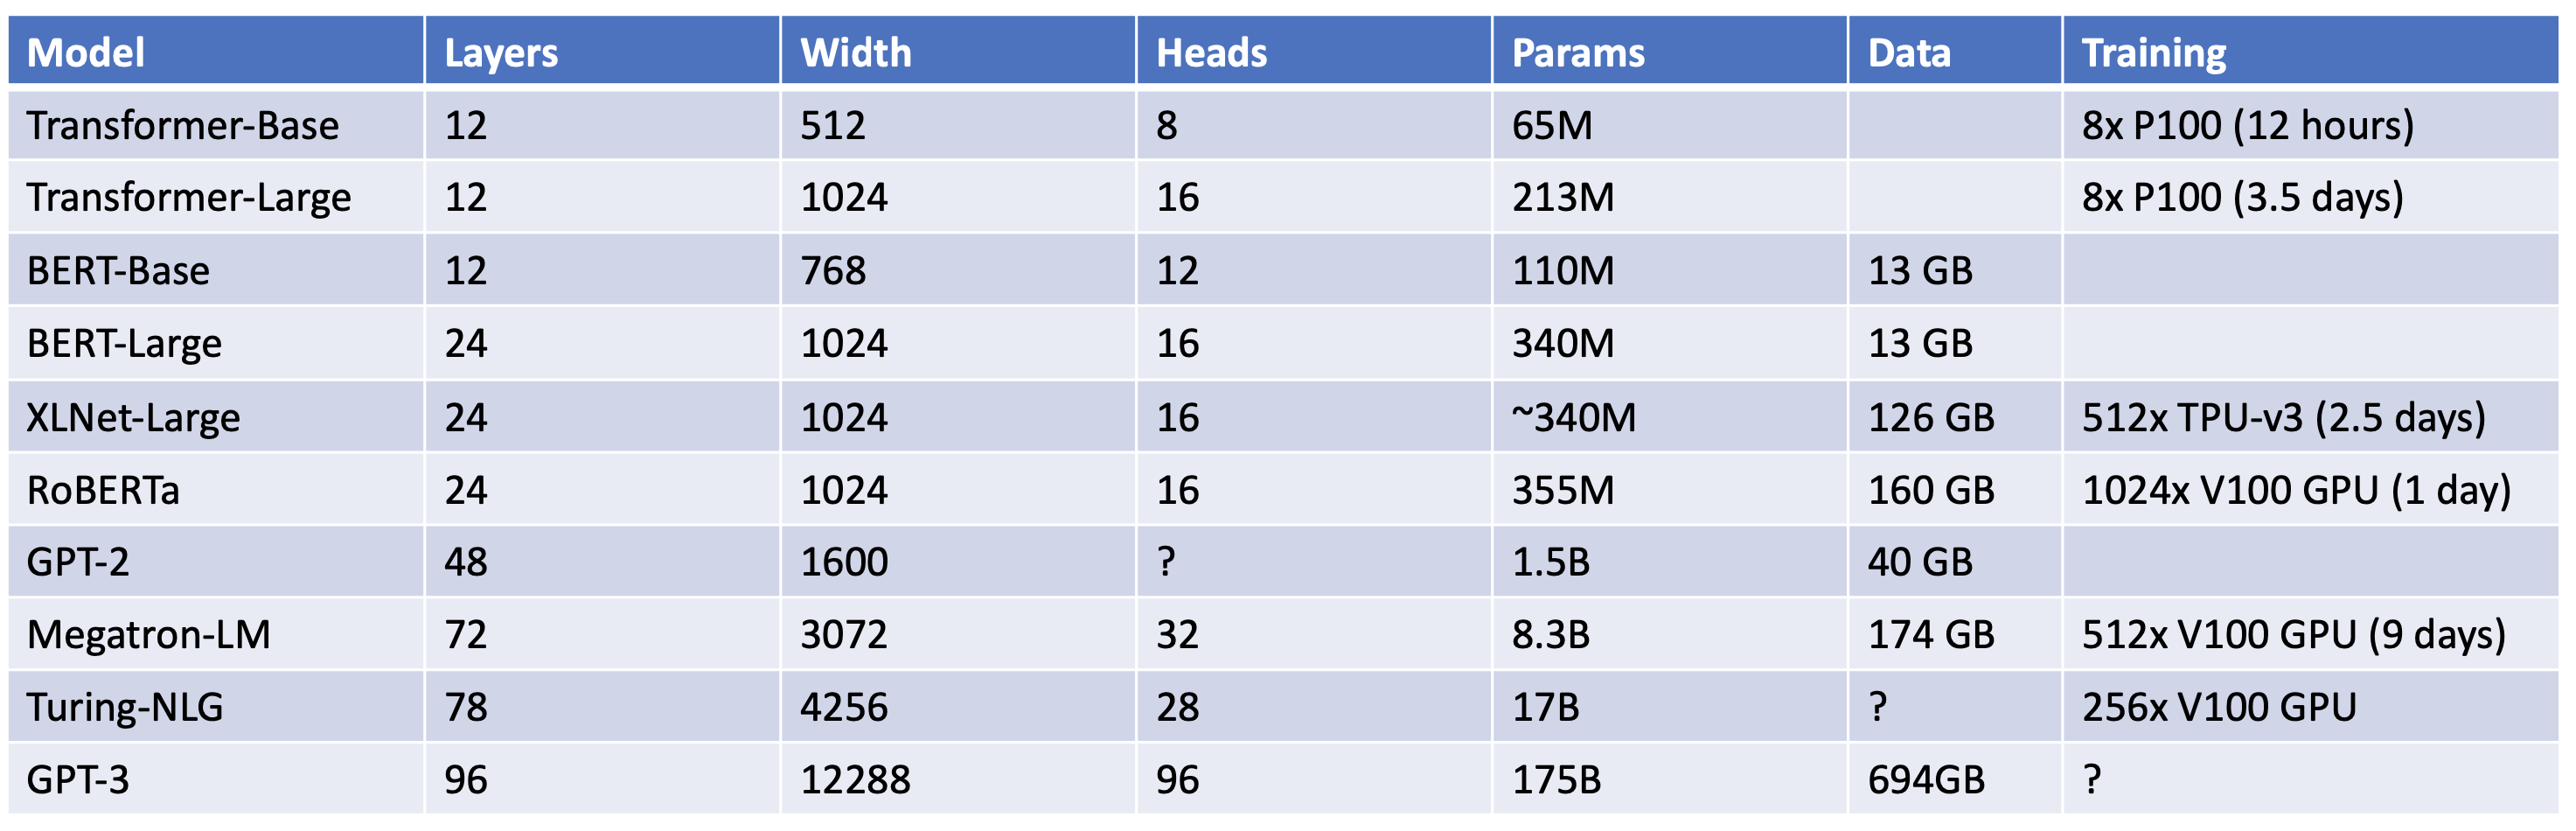 Model Layers Width Heads Params Data Training
Transformer-Base 12 512 8 65M 8x P100 (12 hours)
Transformer-Large 12 1024 16 213M 8x P100 (3.5 days)
BERT-Base 12 768 12 110M 13 GB
BERT-Large 24 1024 16 340M 13 GB
XLNet-Large 24 1024 16 ~340M 126 GB 512x TPU-v3 (2.5 days)
RoBERTa 24 1024 16 355M 160 GB 1024x V100 GPU (1 day)
GPT-2 48 1600 ? 1.5B 40 GB
Megatron-LM 72 3072 32 8.3B 174 GB 512x V100 GPU (9 days)
Turing-NLG 78 4256 28 17B ? 256x V100 GPU
GPT-3 96 12288 96 175B 694GB ?